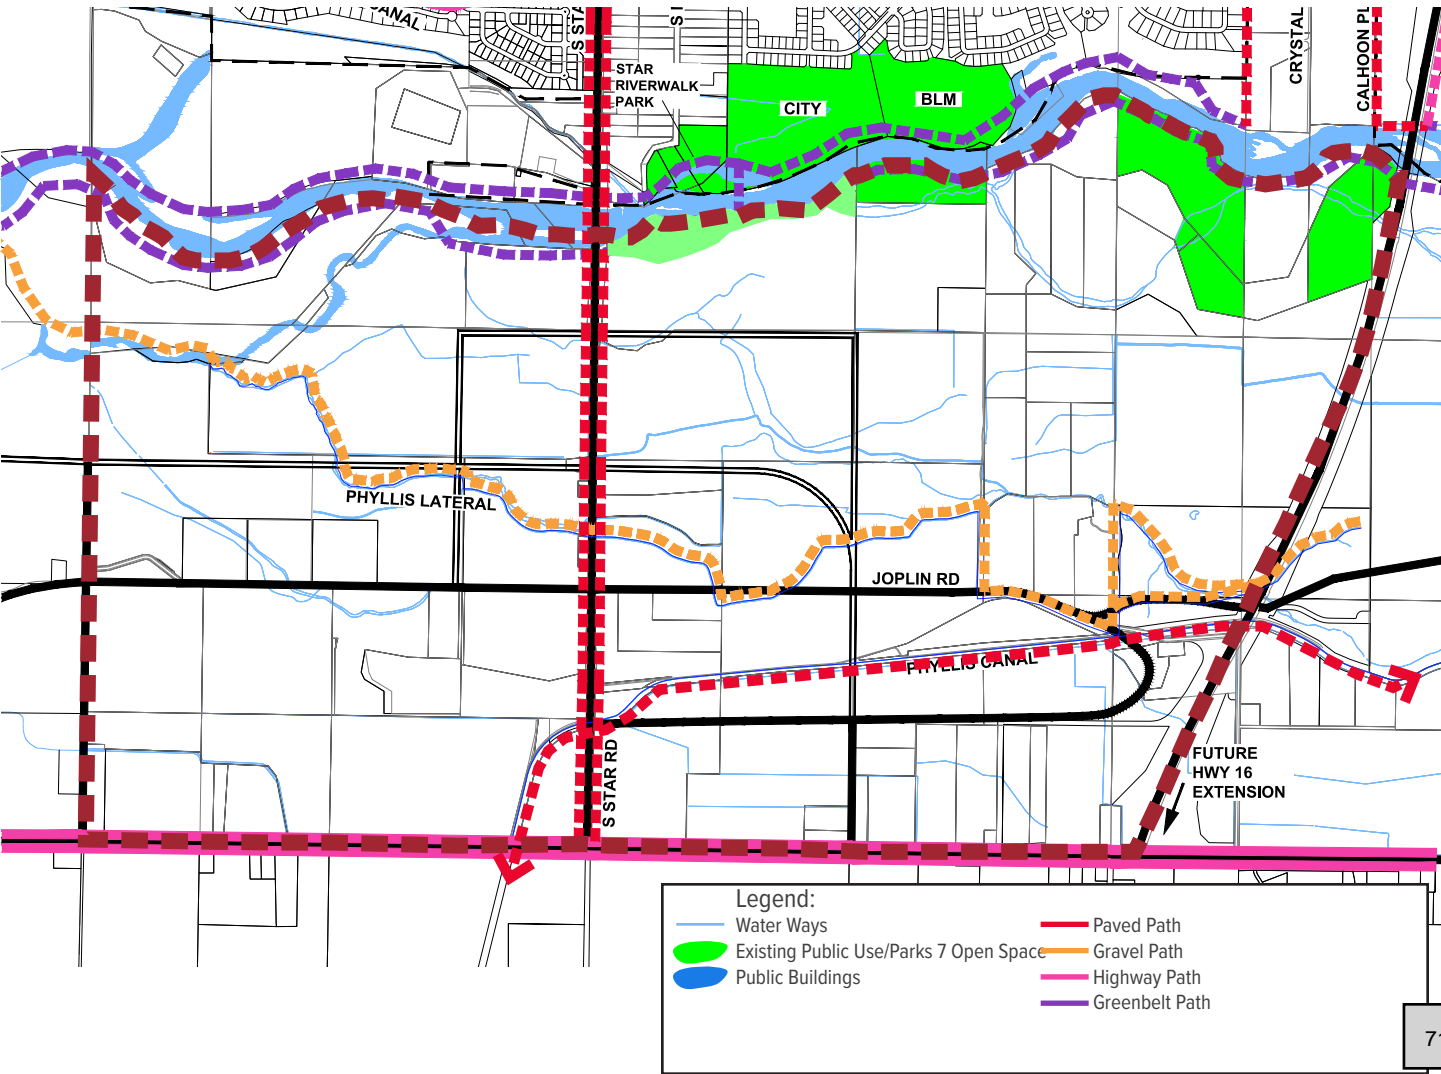 CANAL
S STA
S I
STAR
RIVERWALK
PARK
CITY
BLM
CRYSTAL
CALHOON PL
PHYLLIS LATERAL
JOPLIN RD
PHYLLIS CANAL
S STAR RD
FUTURE
HWY 16
EXTENSION
Legend:
Water Ways
Existing Public Use/Parks 7 Open Space
Public Buildings
Paved Path
Gravel Path
Highway Path
Greenbelt Path